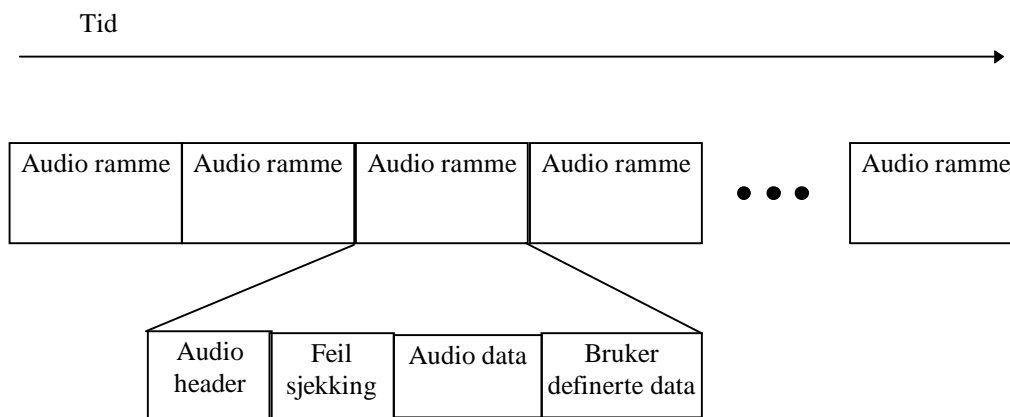 Tid
Audio ramme Audio ramme Audio ramme Audio ramme Audio ramme
Audio header
Feil sjekking
Audio data
Bruker definerte data